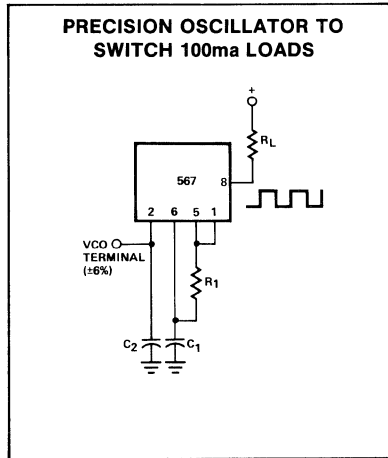 PRECISION OSCILLATOR TO
SWITCH 100ma LOADS
+
RL
567
8
2 6 5 1
VCO
TERMINAL
(±6%)
R1
C2
C1